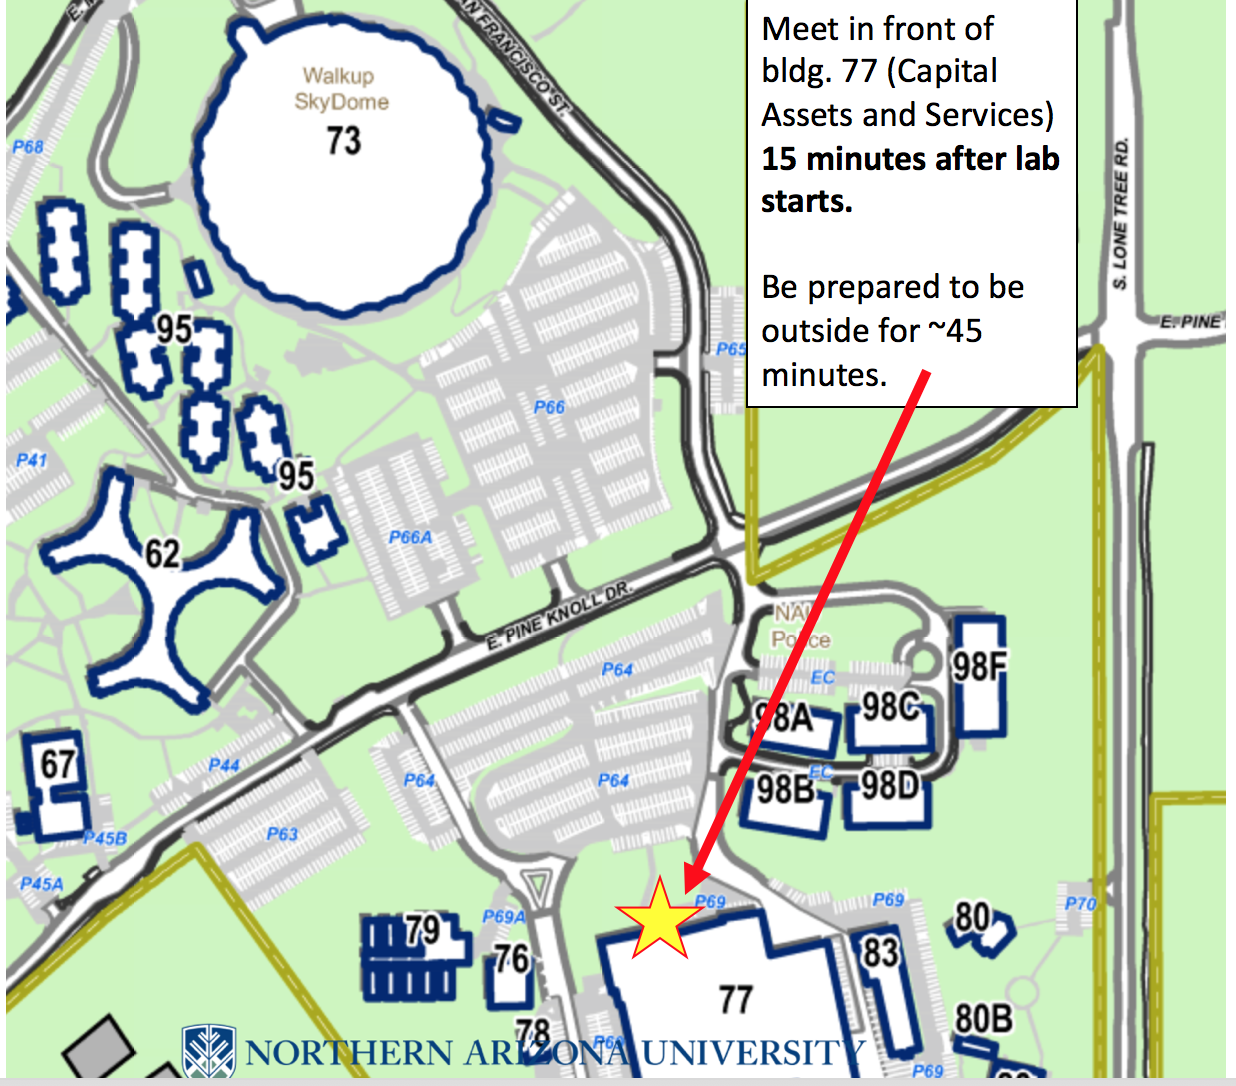 Meet in front of
bldg. 77 (Capital
Assets and Services)
15 minutes after lab
starts.
Be prepared to be
outside for ~45
minutes.
Walkup
SkyDome
73
P68
S. LONE TREE RD.
E. PINE
P65
95
P66
P41
95
P66A
62
E. PINE KNOLL DR.
NAU
Police
P64
EC
98F
98A
98C
67
P44
P64
P64
EC
98B
98D
P63
P45B
P45A
P69A
P69
P69
P70
79
76
80
83
77
78
80B
P69
NORTHERN ARIZONA UNIVERSITY
P69